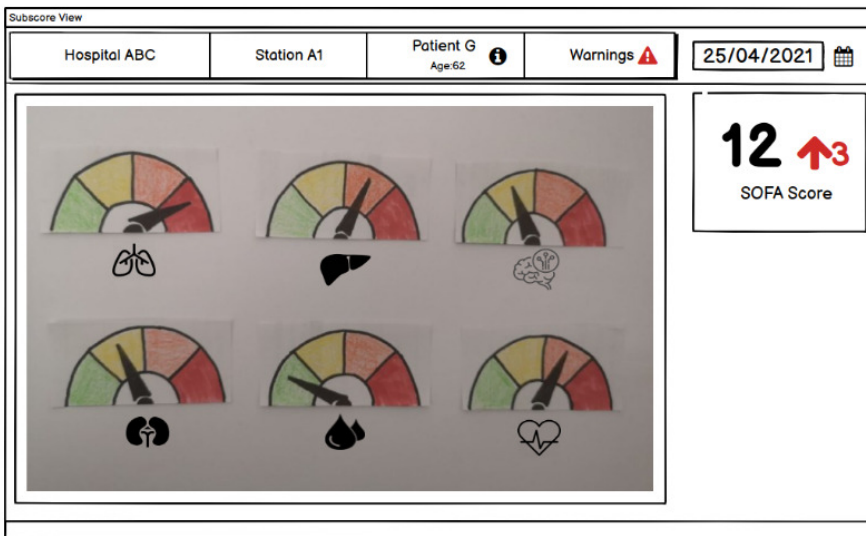 Subscore View
Hospital ABC
Station A1
Patient G
Age:62
Warnings
25/04/2021
12
3
SOFA Score